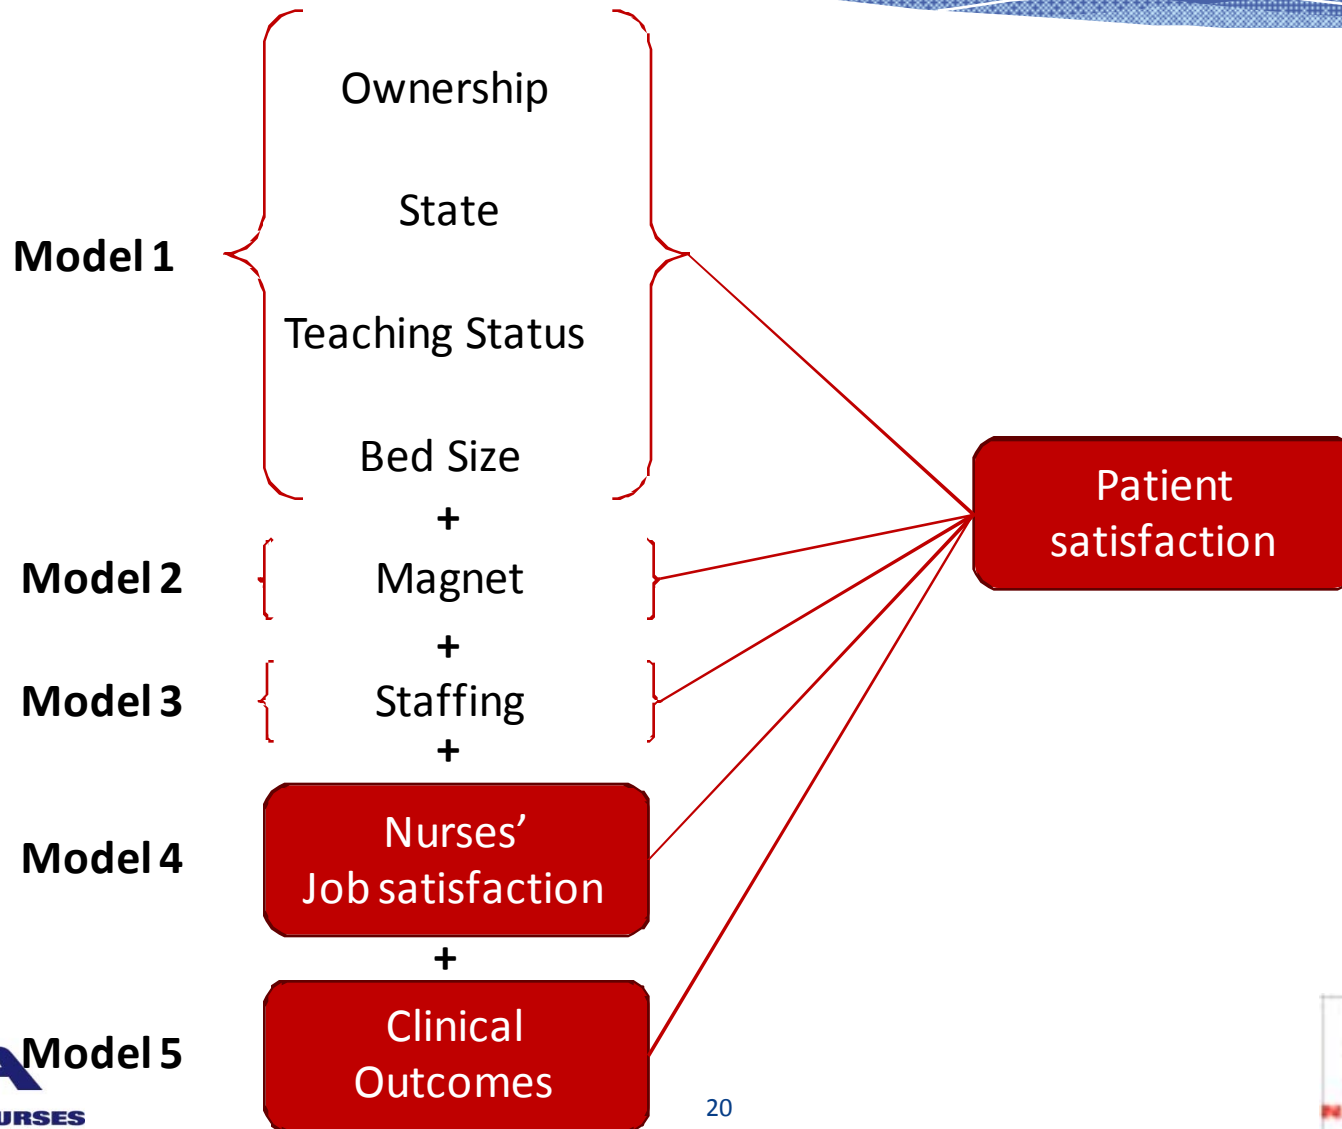 Ownership
State
Model 1
Teaching Status
Bed Size
+
Patient
satisfaction
Model 2
Magnet
+
Model 3
Staffing
+
Nurses’
Job satisfaction
Model 4
+
Clinical
Outcomes
Model 5
20